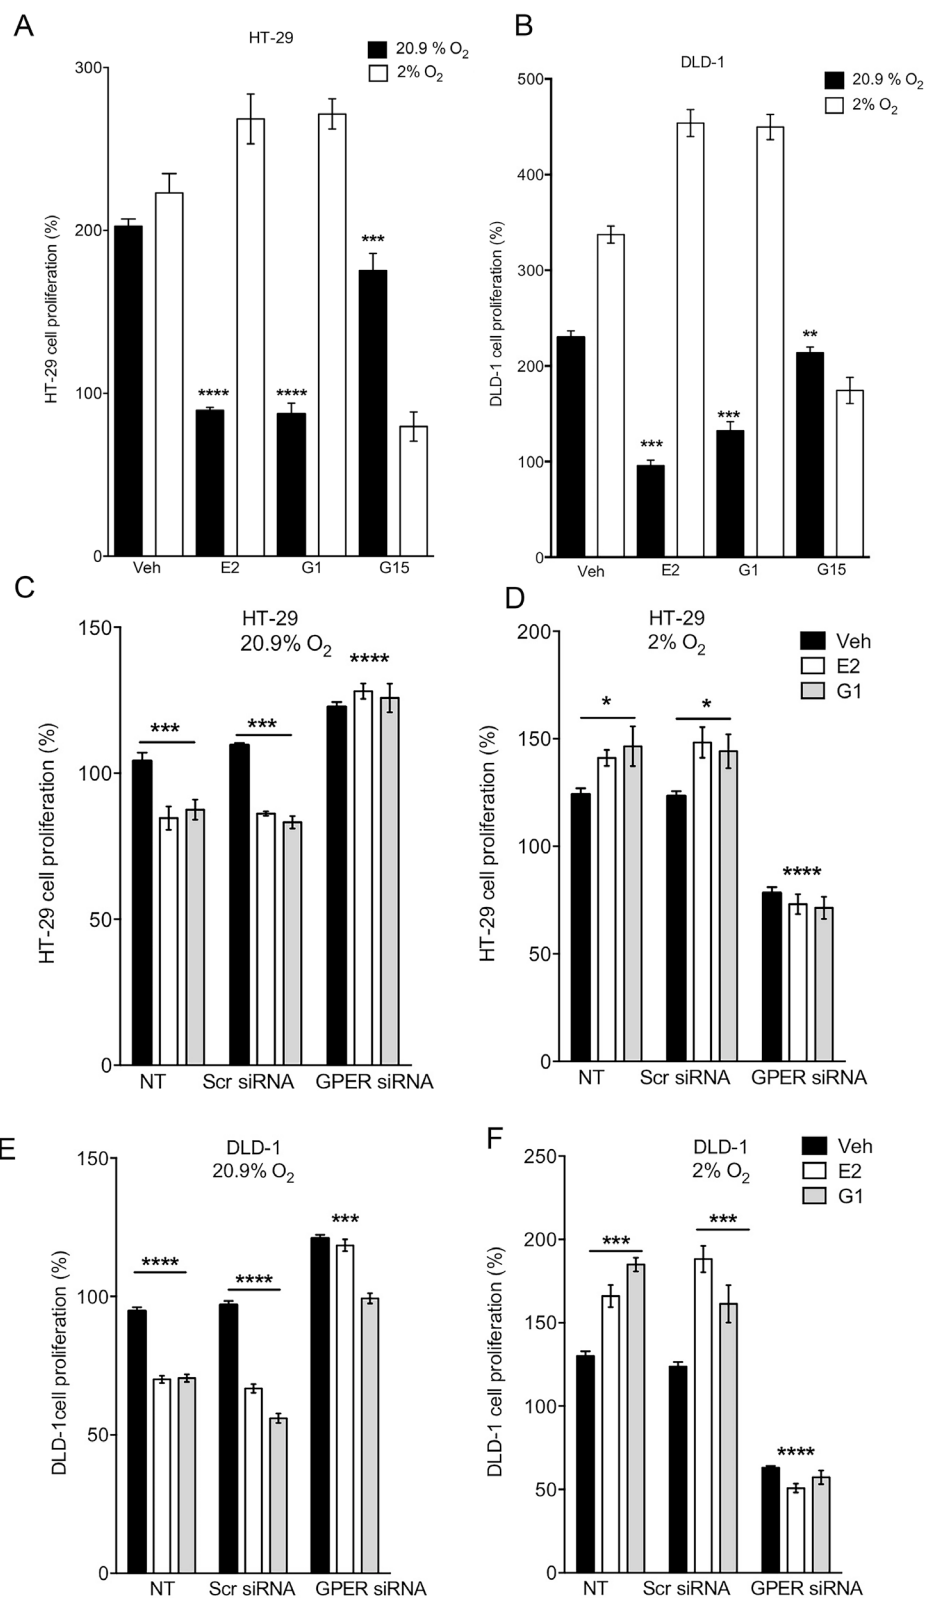 A
HT-29
20.9 % O2
2% O2
HT-29 cell proliferation (%)
300
200
100
0
***
**** ****
Veh E2 G1 G15
B
DLD-1
20.9 % O2
2% O2
DLD-1 cell proliferation (%)
500
400
300
200
100
0
**
***
***
Veh E2 G1 G15
C
HT-29
20.9% O2
HT-29 cell proliferation (%)
150
100
50
0
*** *** ****
NT Scr siRNA GPER siRNA
D
HT-29
2% O2
Veh
E2
G1
HT-29 cell proliferation (%)
200
150
100
50
0
* *
****
NT Scr siRNA GPER siRNA
E
DLD-1
20.9% O2
DLD-1cell proliferation (%)
150
100
50
0
**** **** ***
NT Scr siRNA GPER siRNA
F
DLD-1
2% O2
Veh
E2
G1
DLD-1 cell proliferation (%)
250
200
150
100
50
0
*** ***
****
NT Scr siRNA GPER siRNA